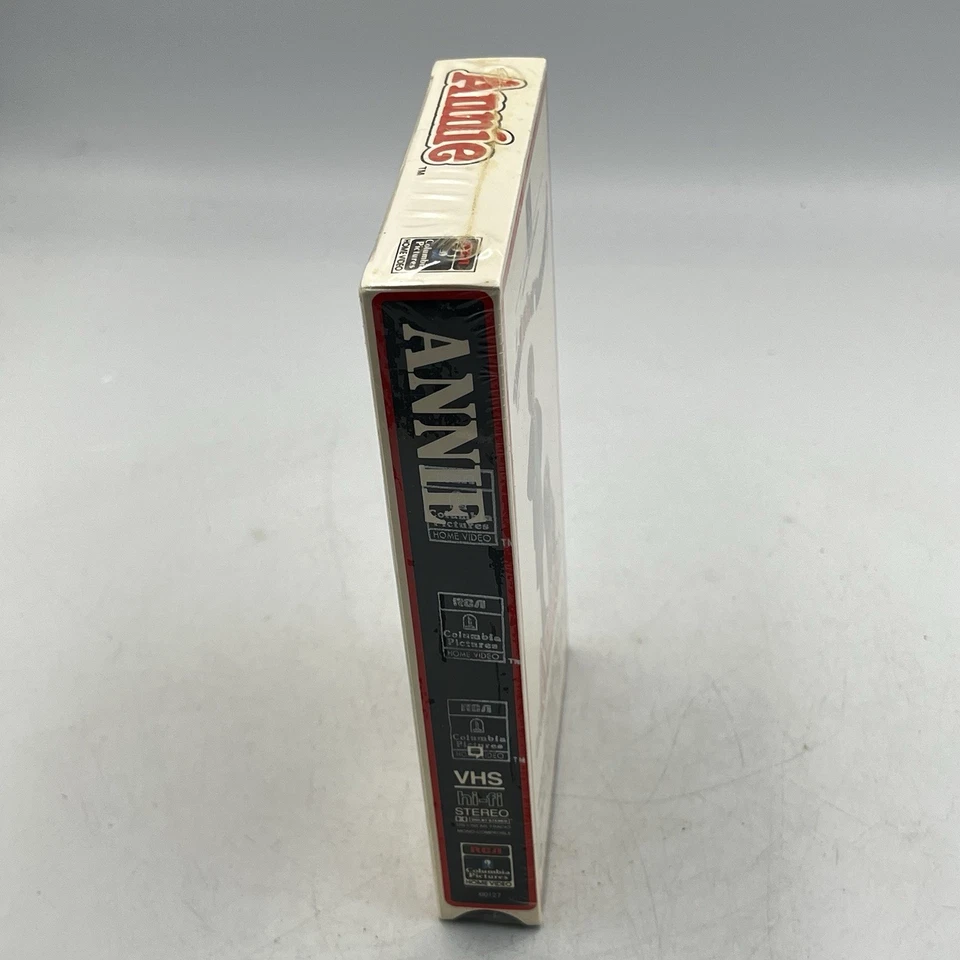 Annie
TM
RCA
Columbia
Pictures
HOME VIDEO
ANNIE
Columbia
Pictures
HOME VIDEO
TM
RCA
Columbia
Pictures
HOME VIDEO
TM
RCA
Columbia
Pictures
TM
VHS
hi-fi
STEREO
RCA
Columbia
Pictures
HOME VIDEO